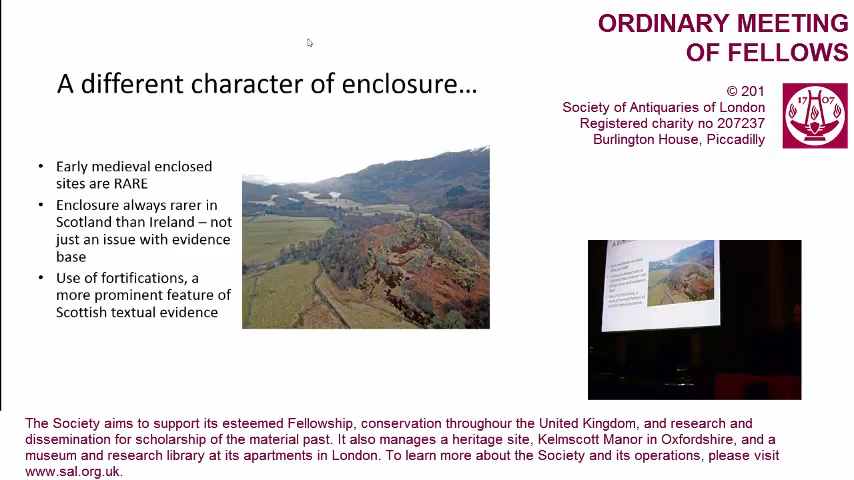 ORDINARY MEETING
OF FELLOWS
© 201
Society of Antiquaries of London
Registered charity no 207237
Burlington House, Piccadilly
17 07
A different character of enclosure…
• Early medieval enclosed
sites are RARE
• Enclosure always rarer in
Scotland than Ireland – not
just an issue with evidence
base
• Use of fortifications, a
more prominent feature of
Scottish textual evidence
The Society aims to support its esteemed Fellowship, conservation throughour the United Kingdom, and research and
dissemination for scholarship of the material past. It also manages a heritage site, Kelmscott Manor in Oxfordshire, and a
museum and research library at its apartments in London. To learn more about the Society and its operations, please visit
www.sal.org.uk.